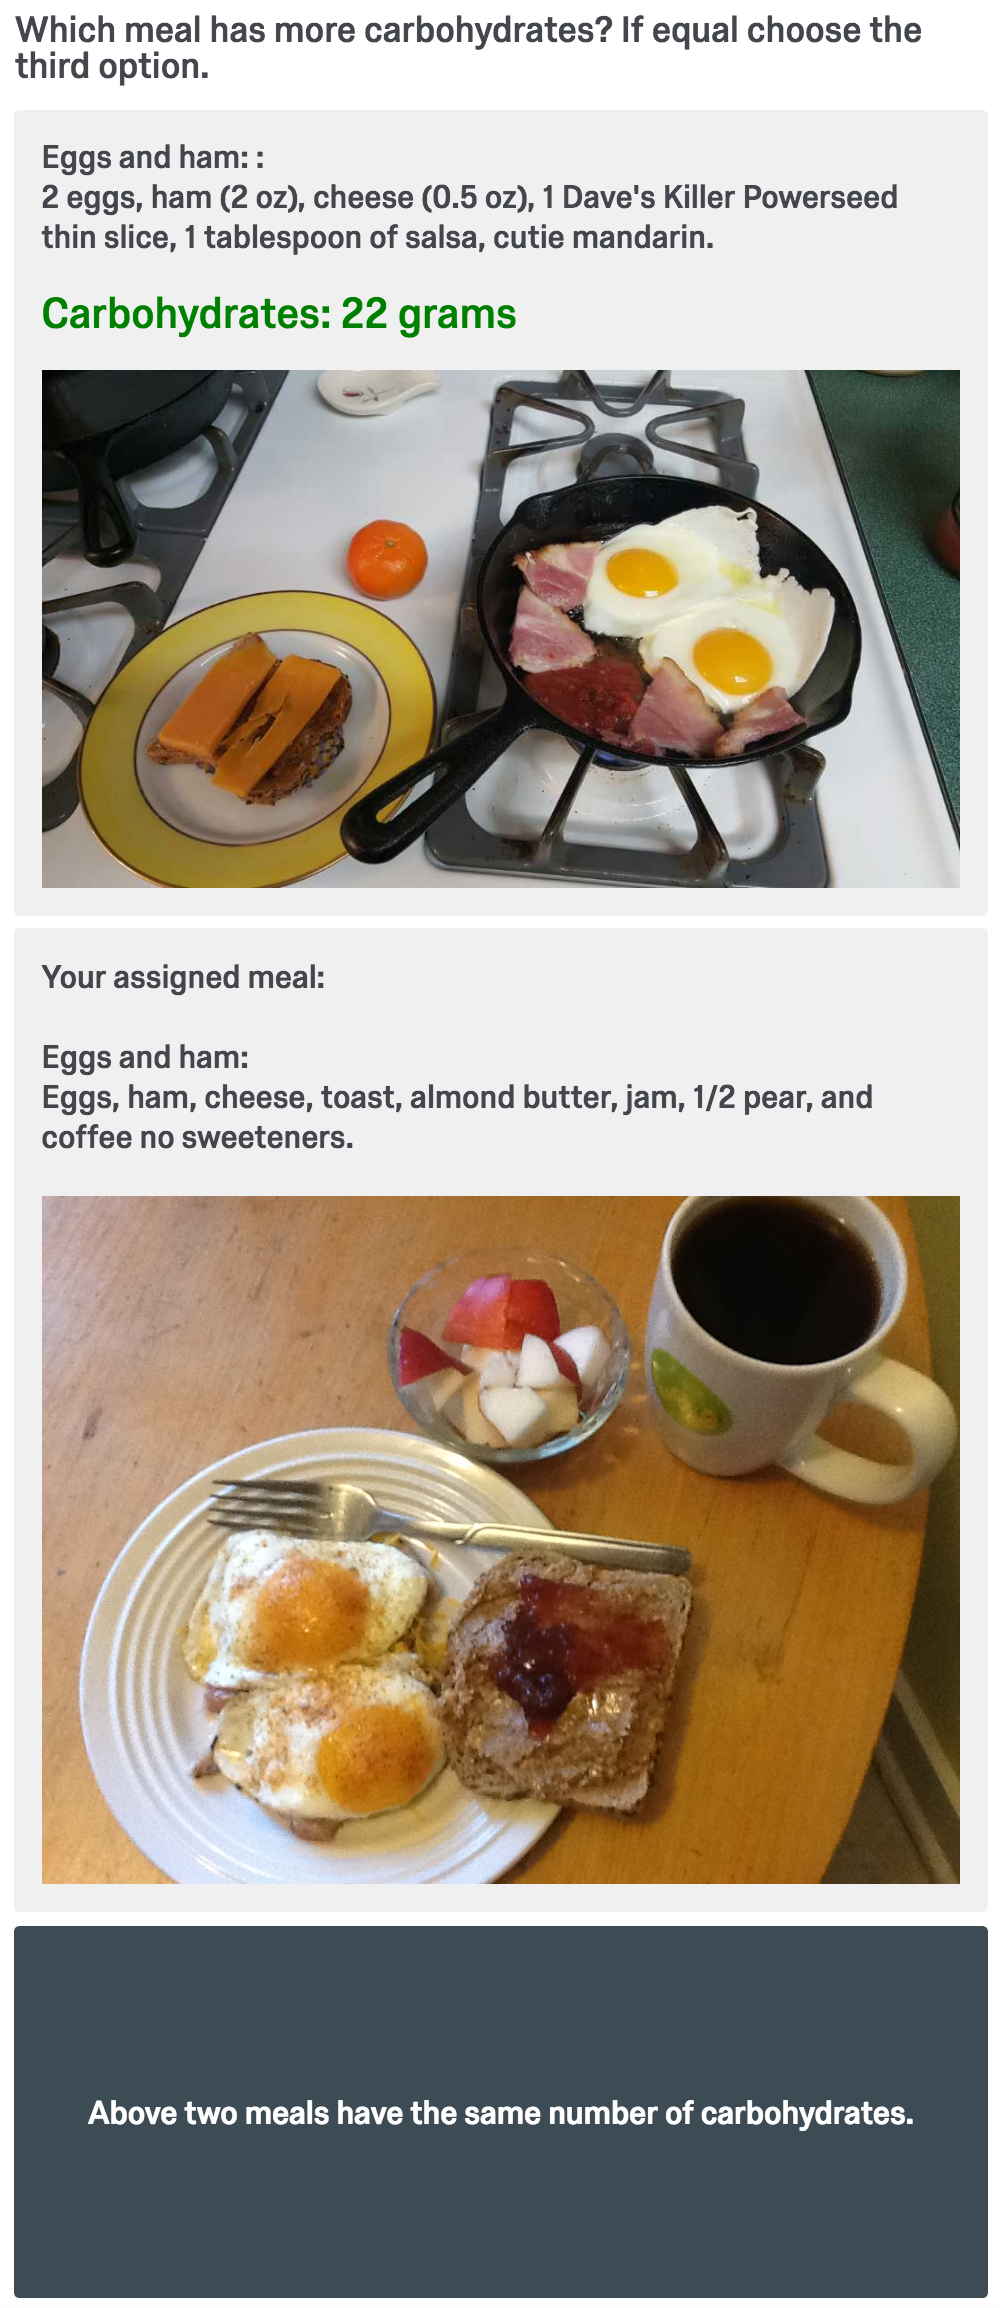 Which meal has more carbohydrates? If equal choose the
third option.
Eggs and ham: :
2 eggs, ham (2 oz), cheese (0.5 oz), 1 Dave's Killer Powerseed
thin slice, 1 tablespoon of salsa, cutie mandarin.
Carbohydrates: 22 grams
Your assigned meal:
Eggs and ham:
Eggs, ham, cheese, toast, almond butter, jam, 1/2 pear, and
coffee no sweeteners.
Above two meals have the same number of carbohydrates.